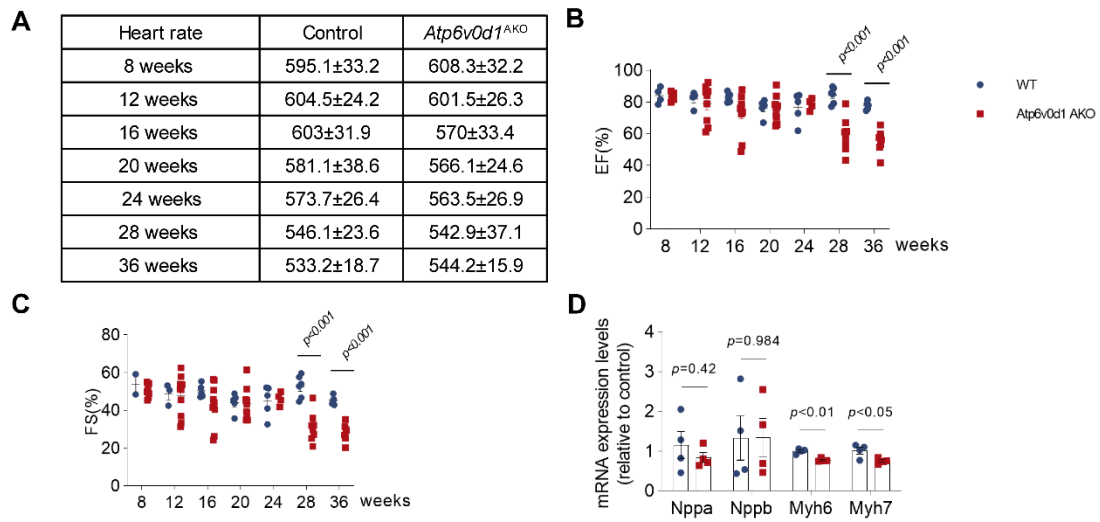 A
Heart rate Control Atp6v0d1AKO
8 weeks 595.1±33.2 608.3±32.2
12 weeks 604.5±24.2 601.5±26.3
16 weeks 603±31.9 570±33.4
20 weeks 581.1±38.6 566.1±24.6
24 weeks 573.7±26.4 563.5±26.9
28 weeks 546.1±23.6 542.9±37.1
36 weeks 533.2±18.7 544.2±15.9
B
p<0.001 p<0.001
EF(%)
100
80
60
40
20
0
8 12 16 20 24 28 36 weeks
WT
Atp6v0d1 AKO
C
p<0.001 p<0.001
FS(%)
80
60
40
20
0
8 12 16 20 24 28 36 weeks
D
mRNA expression levels
(relative to control)
4
3
2
1
0
p=0.42 p=0.984 p<0.01 p<0.05
Nppa Nppb Myh6 Myh7